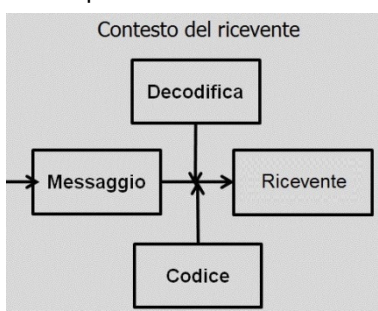 Contesto del ricevente
Decodifica
Messaggio
Ricevente
Codice